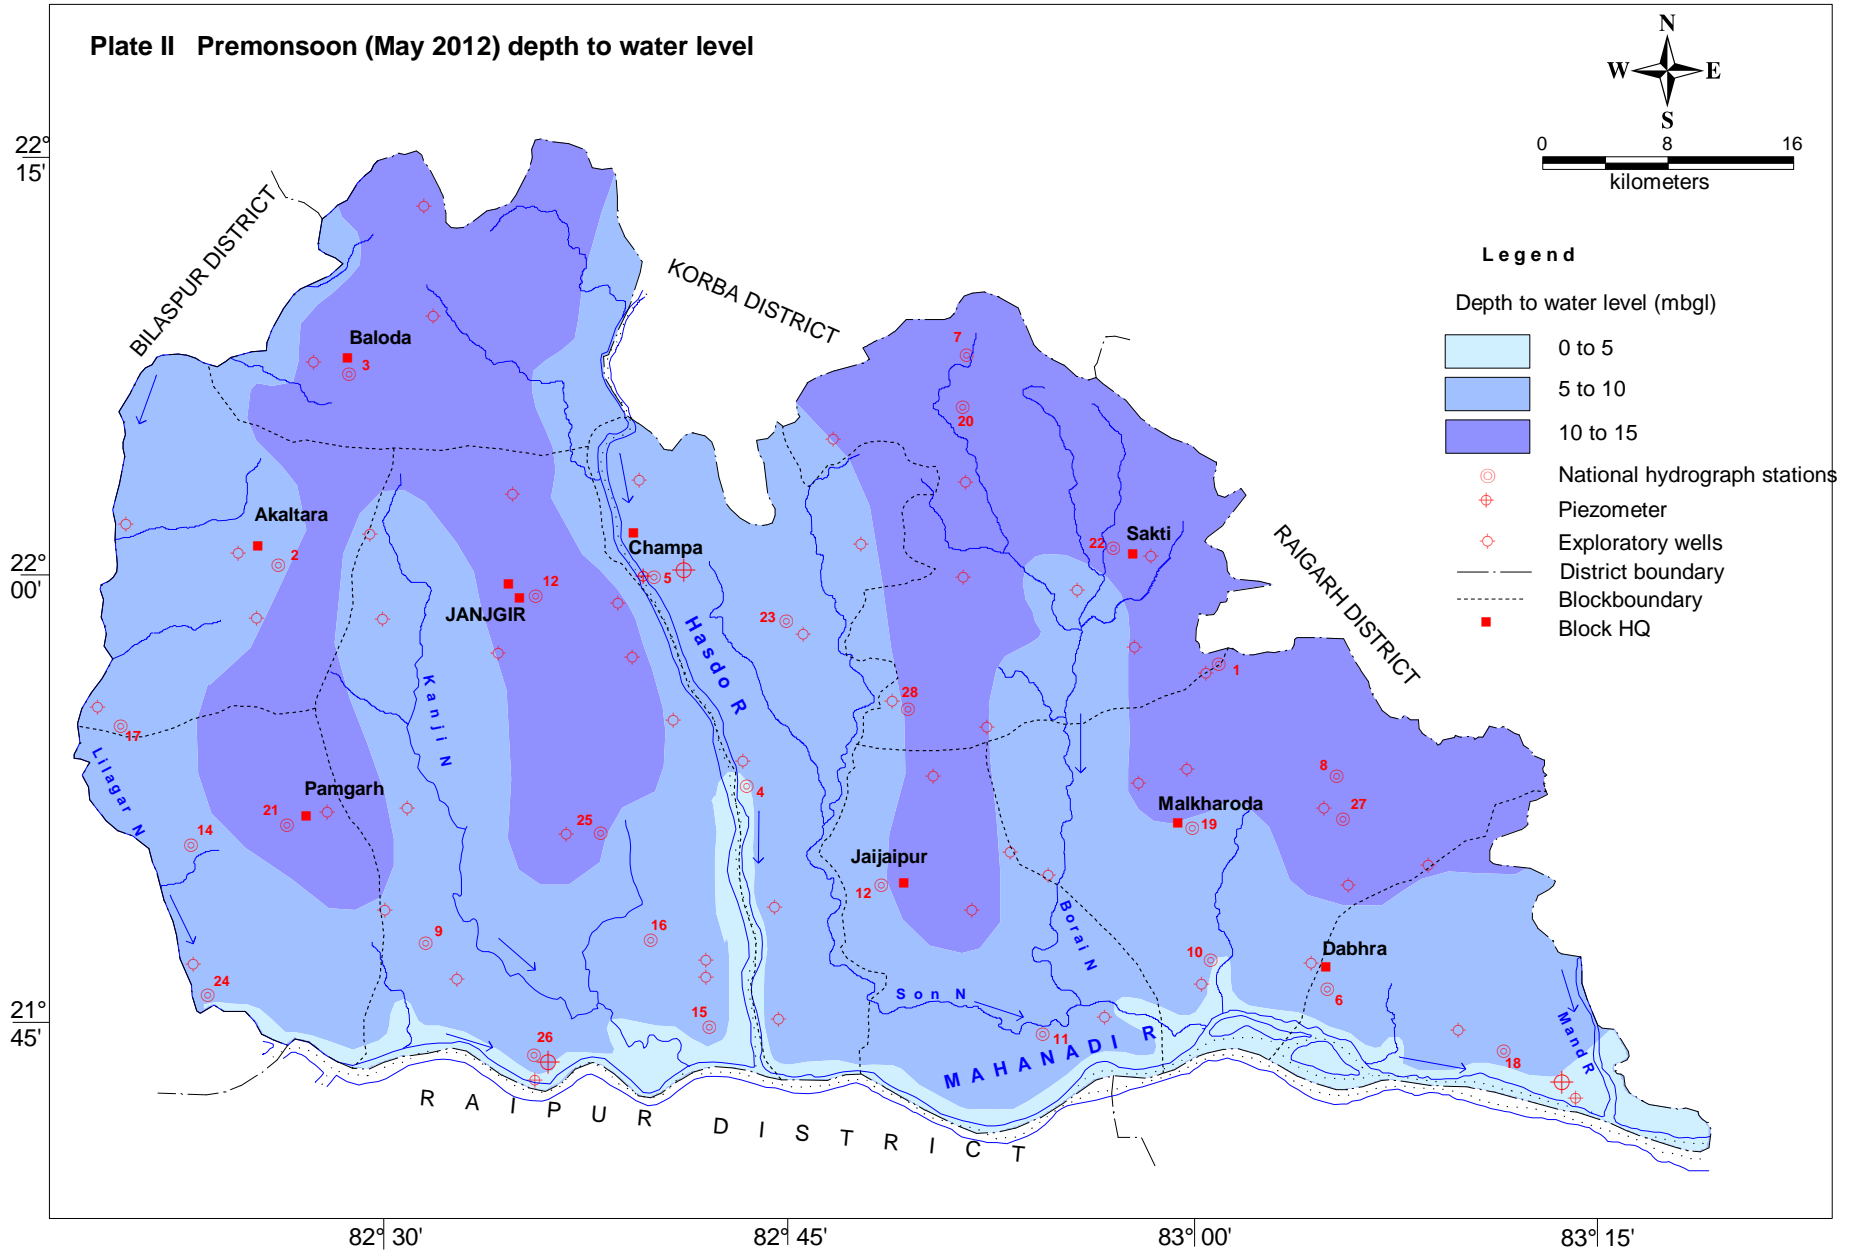 Plate II   Premonsoon (May 2012) depth to water level
N
W E
S
0 8 16
kilometers
22°
15'
22°
00'
21°
45'
82° 30'
82° 45'
83° 00'
83° 15'
Legend
Depth to water level (mbgl)
0 to 5
5 to 10
10 to 15
National hydrograph stations
Piezometer
Exploratory wells
District boundary
Blockboundary
Block HQ
BILASPUR DISTRICT
KORBA DISTRICT
RAIGARH DISTRICT
RAIPUR DISTRICT
Baloda
3
7
20
Akaltara
2
Champa
5
Sakti
22
JANJGIR
12
23
1
28
17
Hasdo R
Kanji N
Lilagar N
Pamgarh
21
14
25
4
8
27
Malkharoda
19
Jaijaipur
12
9
16
Borai N
10
Dabhra
6
24
15
Son N
11
26
MAHANADI R
18
Mand R